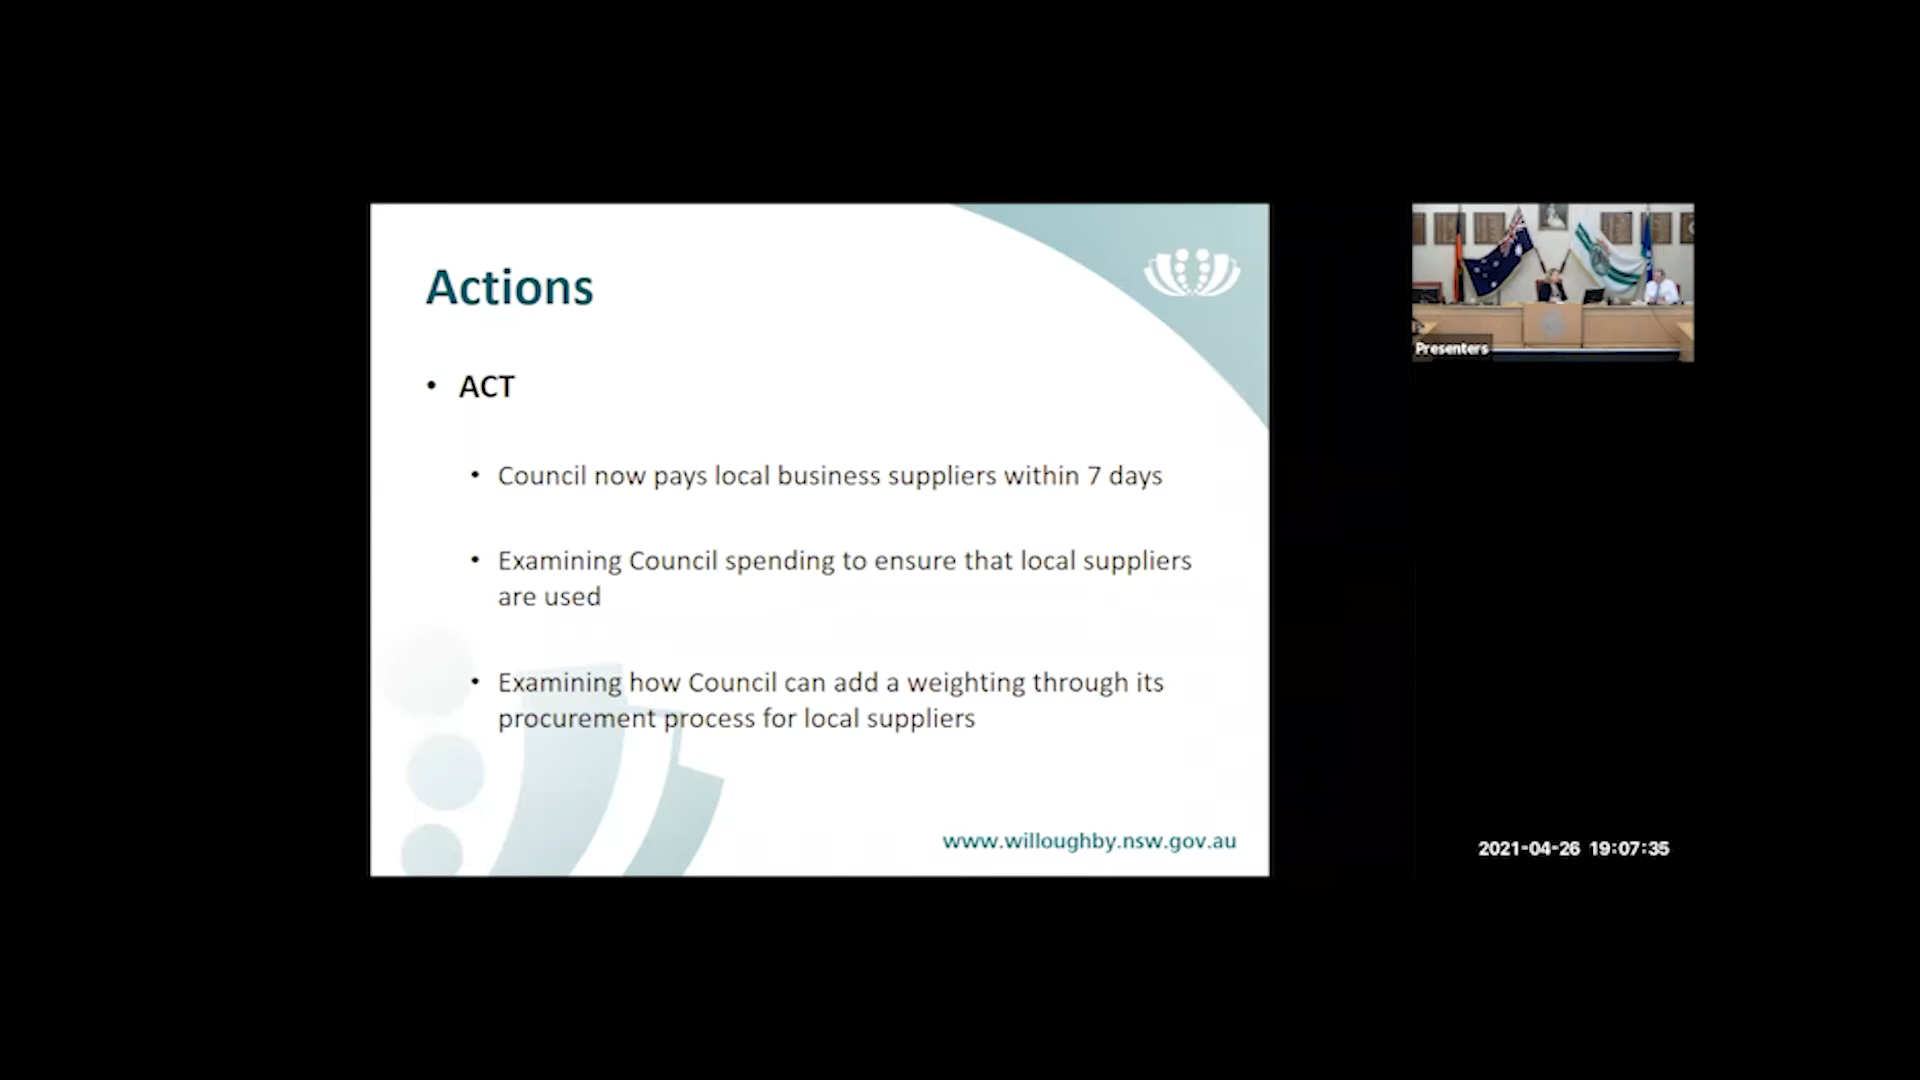 Actions
• ACT
• Council now pays local business suppliers within 7 days
• Examining Council spending to ensure that local suppliers
are used
• Examining how Council can add a weighting through its
procurement process for local suppliers
www.willoughby.nsw.gov.au
Presenters
2021-04-26 19:07:35